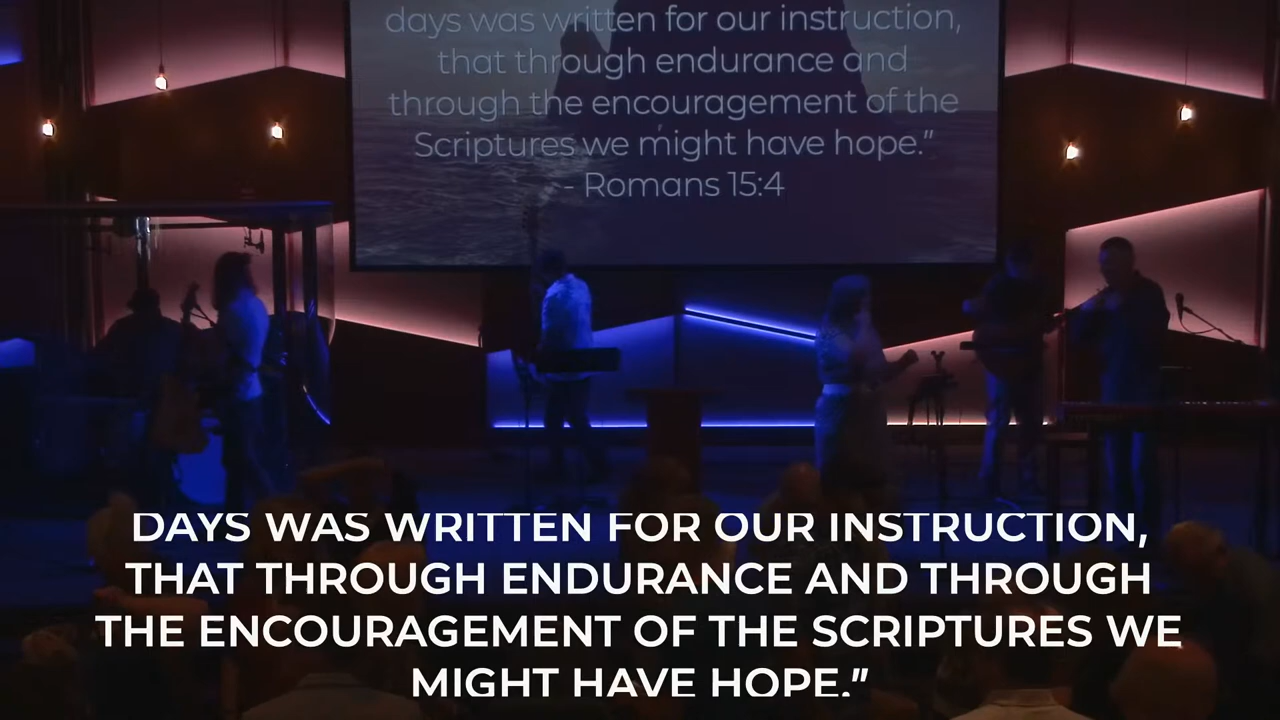 days was written for our instruction,
that through endurance and
through the encouragement of the
Scriptures we might have hope.”
- Romans 15:4
DAYS WAS WRITTEN FOR OUR INSTRUCTION,
THAT THROUGH ENDURANCE AND THROUGH
THE ENCOURAGEMENT OF THE SCRIPTURES WE
MIGHT HAVE HOPE.”